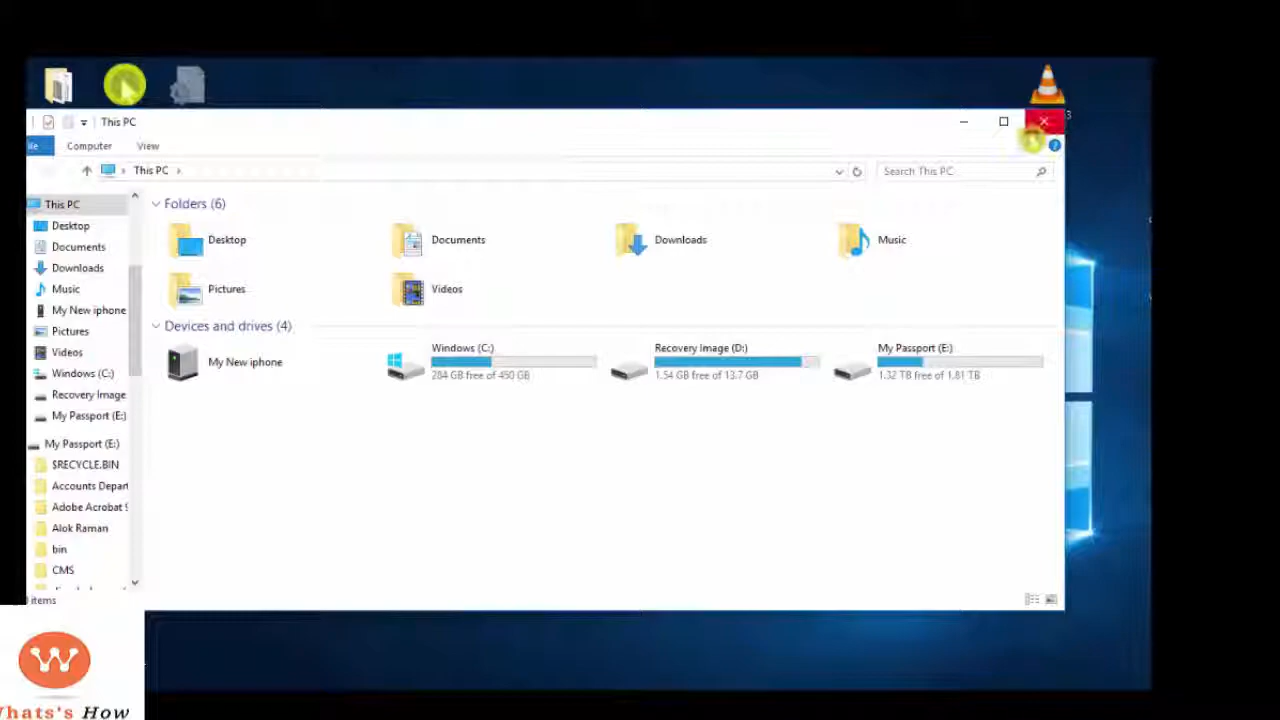 3
This PC
ile
Computer
View
This PC
Search This PC
This PC
Desktop
Documents
Downloads
Music
My New iphone
Pictures
Videos
Windows (C:)
Recovery Image
My Passport (E:)
My Passport (E:)
$RECYCLE.BIN
Accounts Depart
Adobe Acrobat 9
Alok Raman
bin
CMS
items
Folders (6)
Desktop
Documents
Downloads
Music
Pictures
Videos
Devices and drives (4)
My New iphone
Windows (C:)
284 GB free of 450 GB
Recovery Image (D:)
1.54 GB free of 13.7 GB
My Passport (E:)
1.32 TB free of 1.81 TB
Whats's How